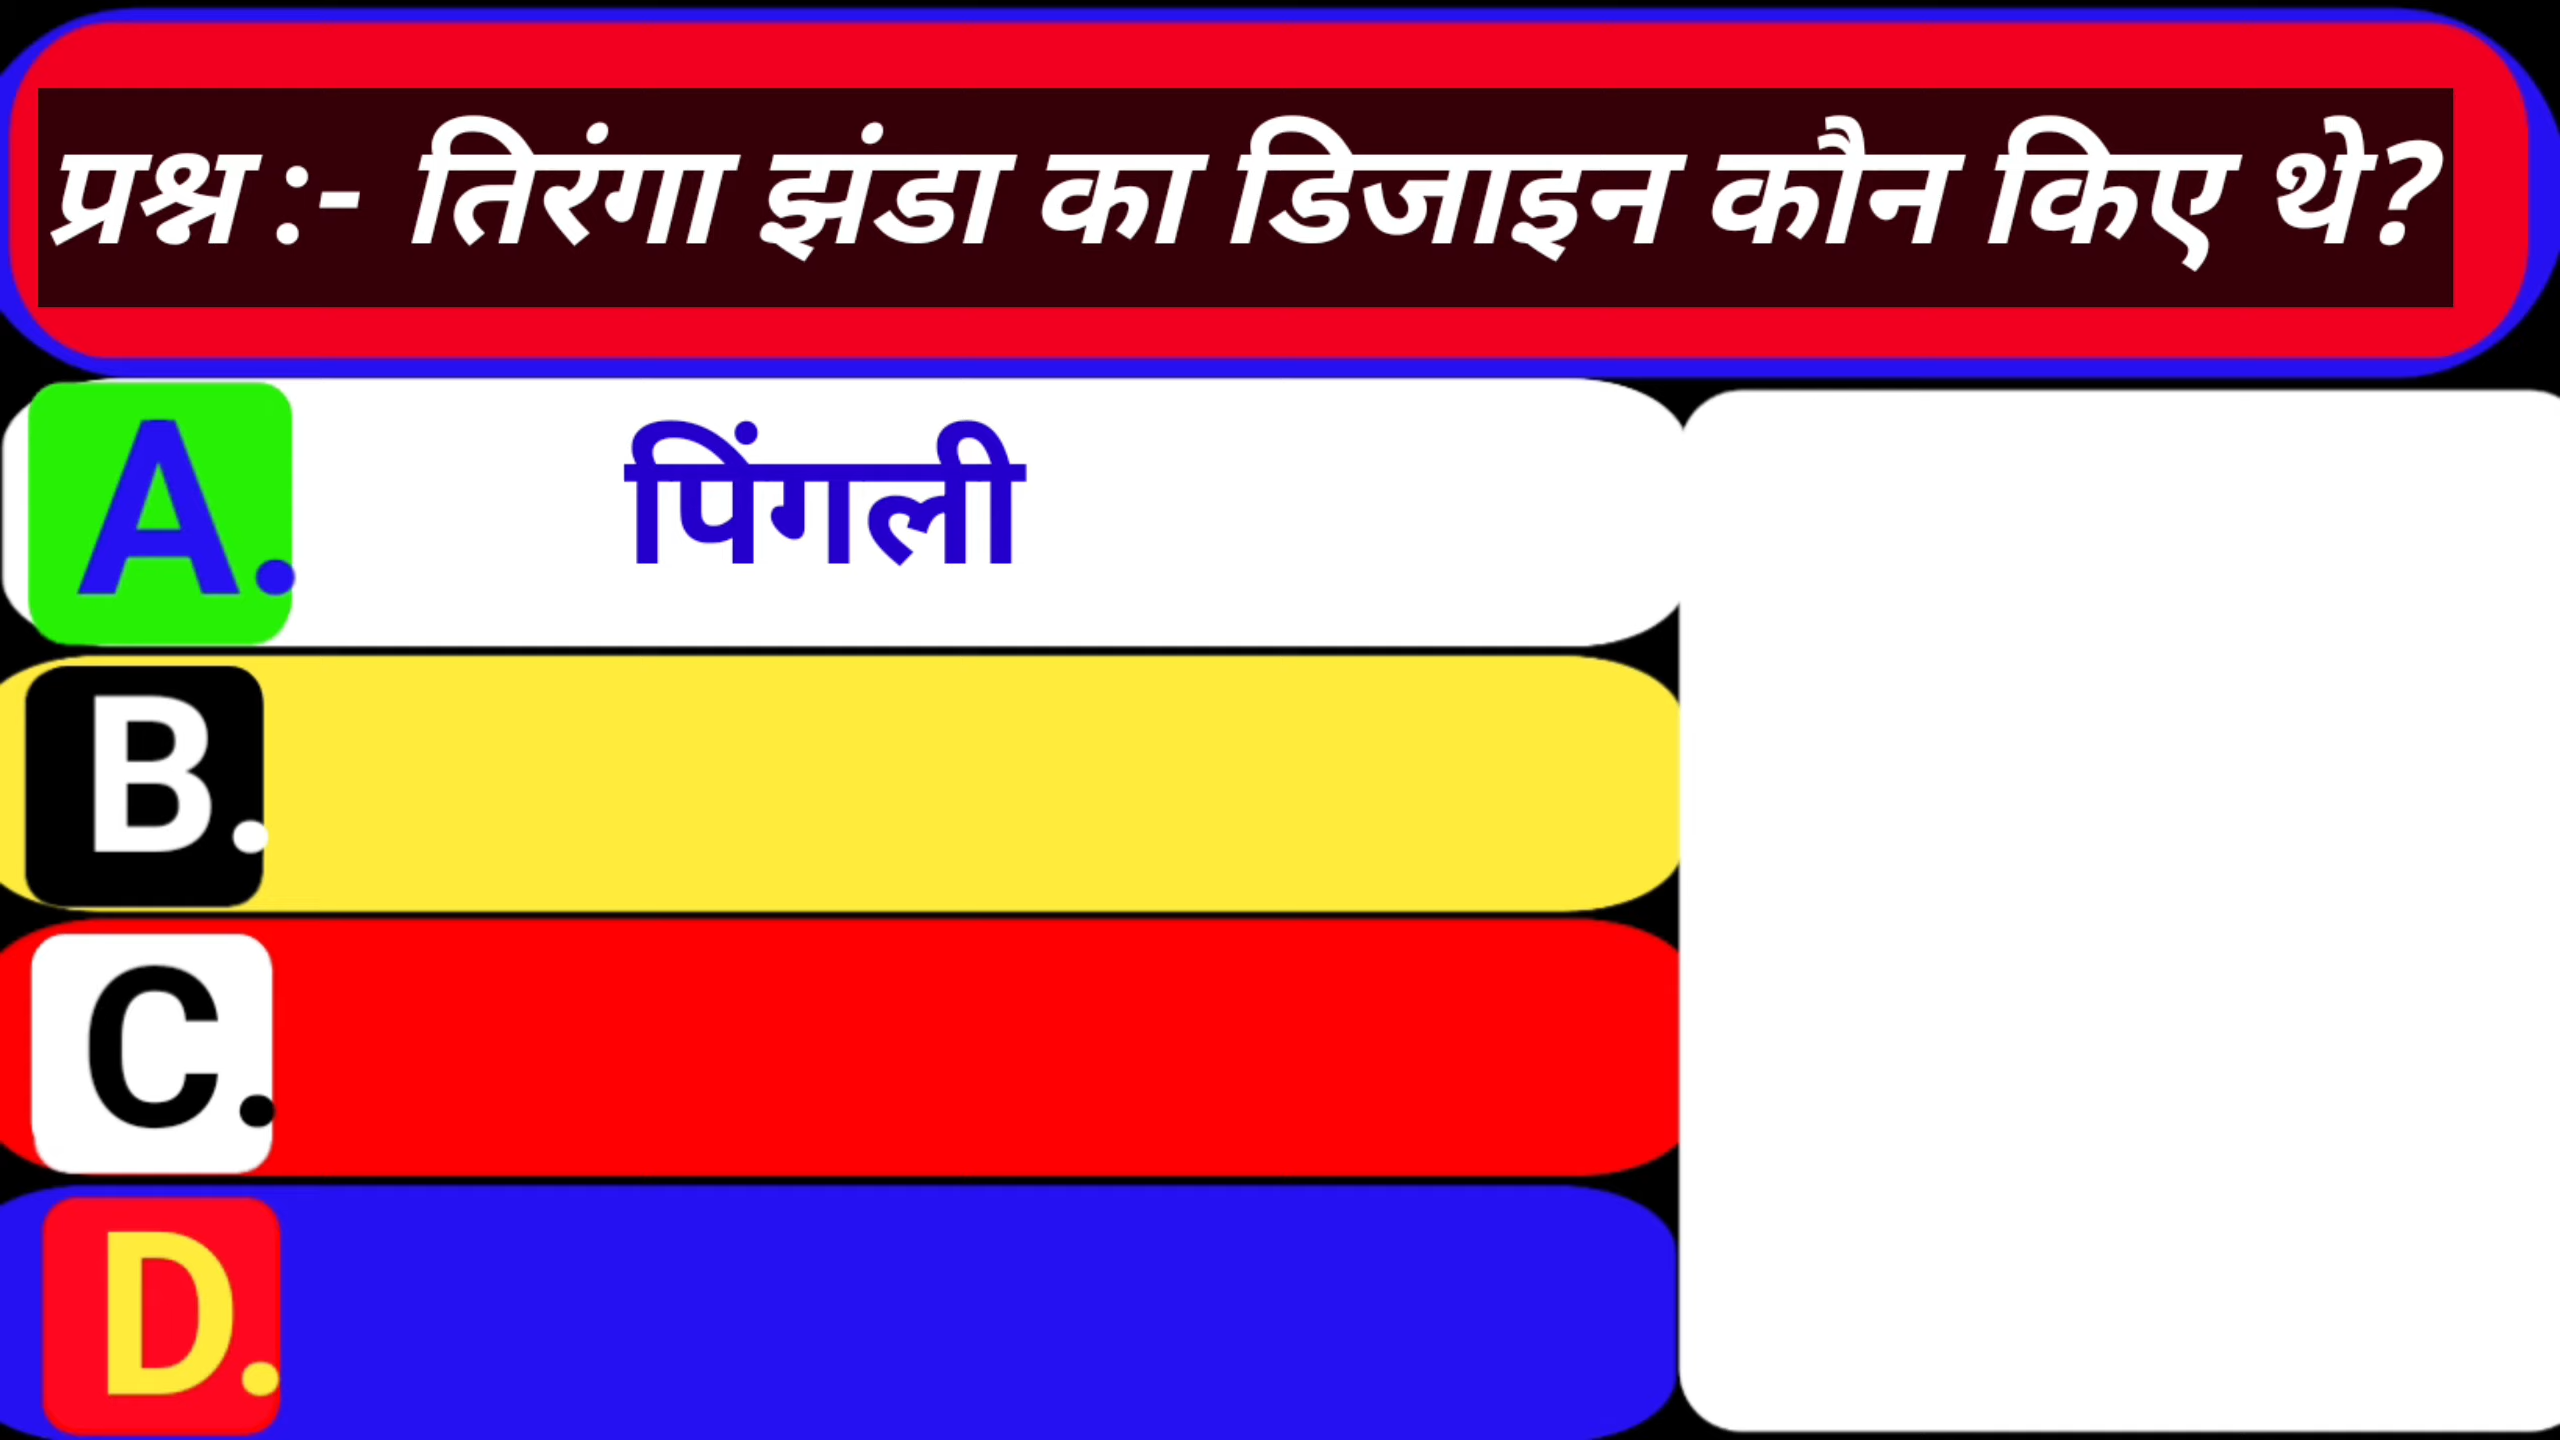 प्रश्न :- तिरंगा झंडा का डिजाइन कौन किए थे?
A. पिंगली
B.
C.
D.